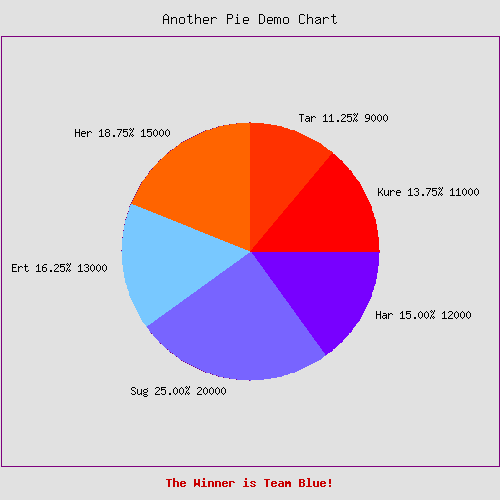 Another Pie Demo Chart
Tar 11.25% 9000
Her 18.75% 15000
Kure 13.75% 11000
Ert 16.25% 13000
Har 15.00% 12000
Sug 25.00% 20000
The Winner is Team Blue!